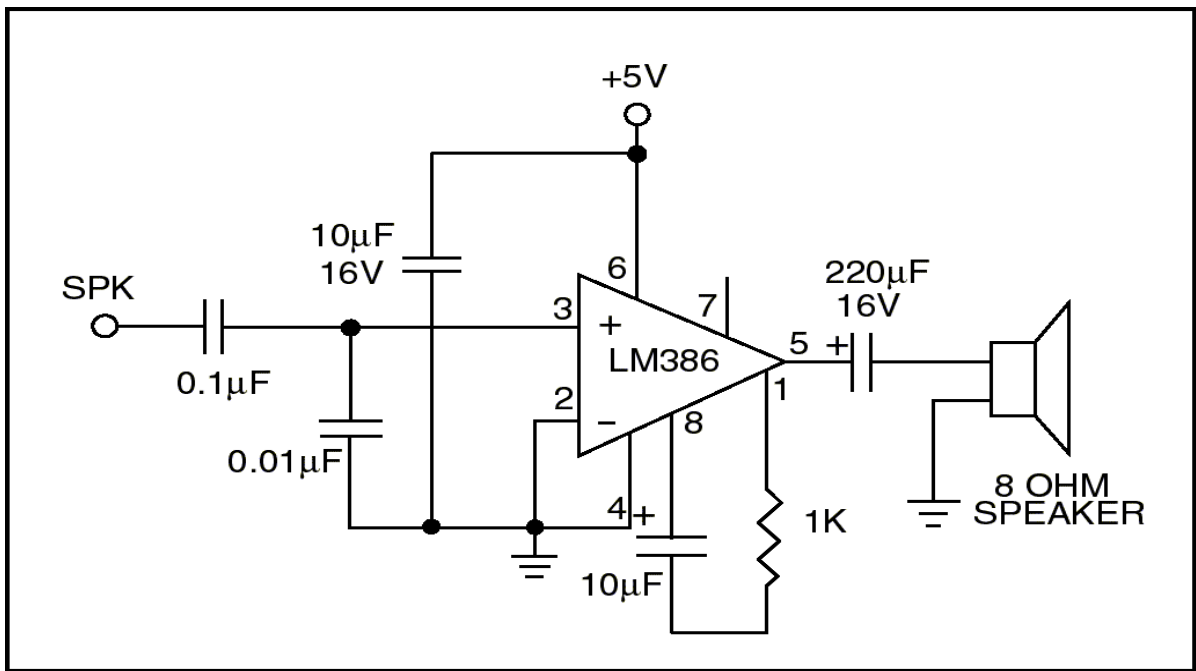 +5V
10µF
16V
SPK
0.1µF
0.01µF
6
3
+
LM386
7
2
−
8
4
+
10µF
1
1K
5
+
220µF
16V
8 OHM
SPEAKER